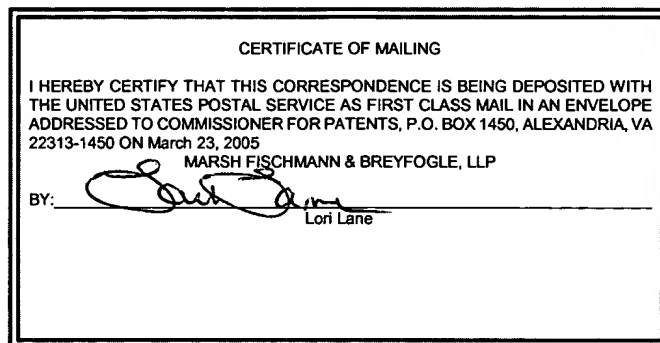 CERTIFICATE OF MAILING
I HEREBY CERTIFY THAT THIS CORRESPONDENCE IS BEING DEPOSITED WITH
THE UNITED STATES POSTAL SERVICE AS FIRST CLASS MAIL IN AN ENVELOPE
ADDRESSED TO COMMISSIONER FOR PATENTS, P.O. BOX 1450, ALEXANDRIA, VA
22313-1450 ON March 23, 2005
MARSH FISCHMANN & BREYFOGLE, LLP
BY: Lori Lane
Lori Lane